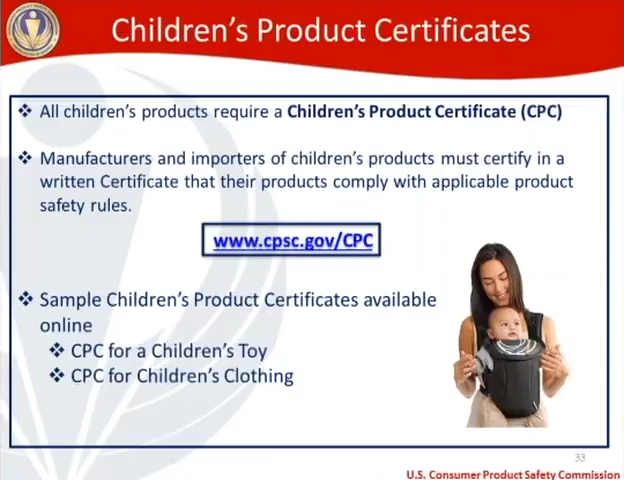 Children's Product Certificates
❖ All children's products require a Children's Product Certificate (CPC)
❖ Manufacturers and importers of children's products must certify in a
written Certificate that their products comply with applicable product
safety rules.
www.cpsc.gov/CPC
❖ Sample Children's Product Certificates available
online
❖ CPC for a Children's Toy
❖ CPC for Children's Clothing
33
U.S. Consumer Product Safety Commission